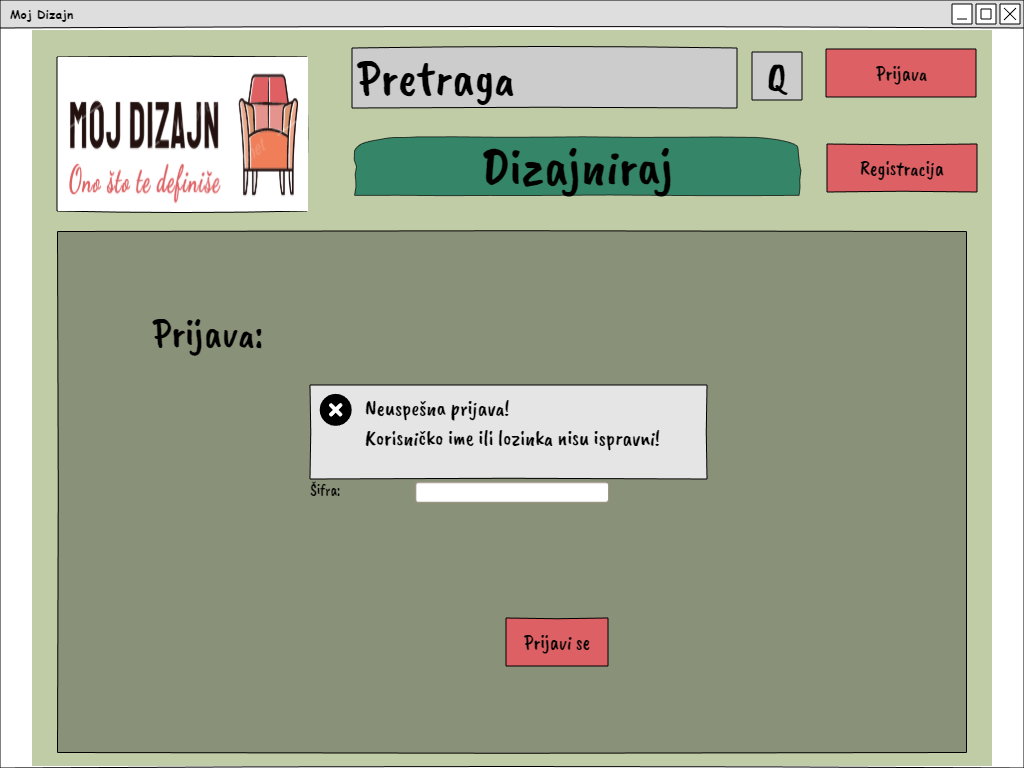 Moj Dizajn
MOJ DIZAJN
Ono što te definiše
Pretraga
Q
Prijava
Dizajniraj
Registracija
Prijava:
Neuspešna prijava!
Korisničko ime ili lozinka nisu ispravni!
Šifra:
Prijavi se